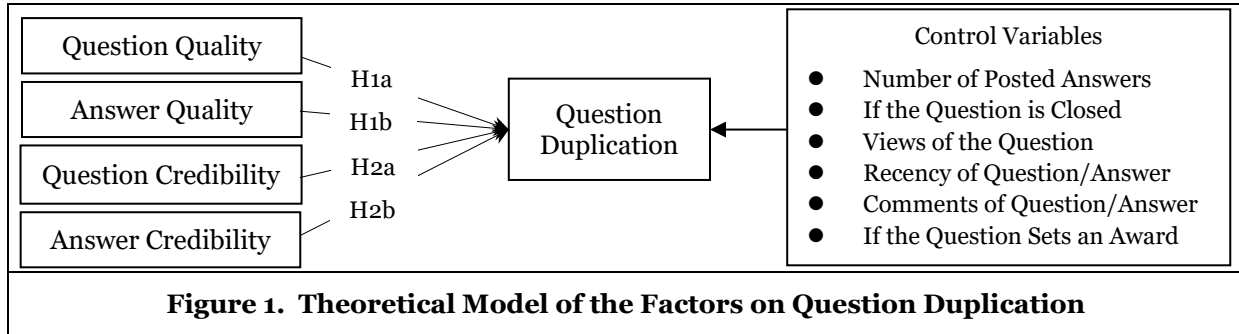 Question Quality
Answer Quality
Question Credibility
Answer Credibility
H1a
H1b
H2a
H2b
Question
Duplication
Control Variables
● Number of Posted Answers
● If the Question is Closed
● Views of the Question
● Recency of Question/Answer
● Comments of Question/Answer
● If the Question Sets an Award
Figure 1. Theoretical Model of the Factors on Question Duplication